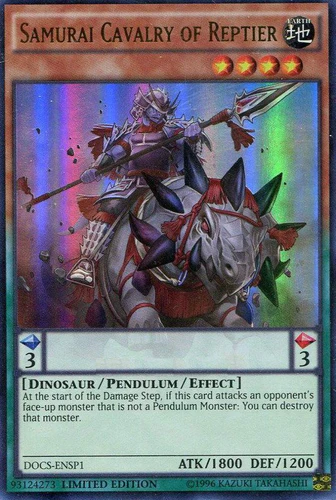 SAMURAI CAVALRY OF REPTIER
EARTH
地
3
3
[DINOSAUR / PENDULUM / EFFECT]
At the start of the Damage Step, if this card attacks an opponent's
face-up monster that is not a Pendulum Monster: You can destroy
that monster.
DOCS-ENSP1
ATK/1800 DEF/1200
93124273 LIMITED EDITION
©1996 KAZUKI TAKAHASHI